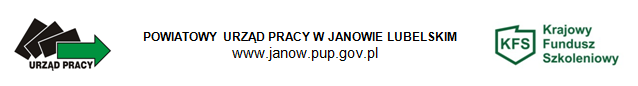 URZĄD PRACY
POWIATOWY URZĄD PRACY W JANOWIE LUBELSKIM
www.janow.pup.gov.pl
KFS
Krajowy
Fundusz
Szkoleniowy